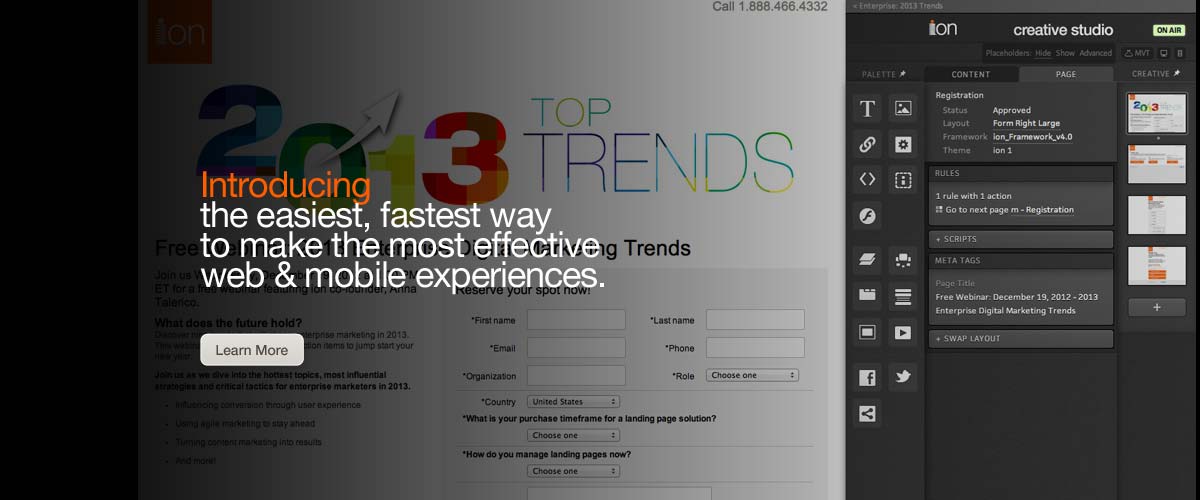 ion
Call 1.888.466.4332
2013
TOP
TRENDS
Introducing
the easiest, fastest way
to make the most effective
web & mobile experiences.
Learn More
Free Enterprise Digital Marketing Trends
Join us
ET for a free webinar featuring ion co-founder, Anna
Talerico.
What does the future hold?
enterprise marketing in 2013.
This webinar action items to jump start your
new year.
Join us as we dive into the hottest topics, most influential
strategies and critical tactics for enterprise marketers in 2013.
Influencing conversion through user experience
Using agile marketing to stay ahead
Turning content marketing into results
And more!
Reserve your spot now!
*First name
*Last name
*Email
*Phone
*Organization
*Role
Choose one
*Country
United States
*What is your purchase timeframe for a landing page solution?
Choose one
*How do you manage landing pages now?
Choose one
< Enterprise: 2013 Trends
ion
creative studio
ON AIR
Placeholders: Hide Show Advanced
MVT
PALETTE
CONTENT
PAGE
CREATIVE
Registration
Status Approved
Layout Form Right Large
Framework ion_Framework_v4.0
Theme ion 1
RULES
1 rule with 1 action
Go to next page m - Registration
+ SCRIPTS
META TAGS
Page Title
Free Webinar: December 19, 2012 - 2013
Enterprise Digital Marketing Trends
+ SWAP LAYOUT